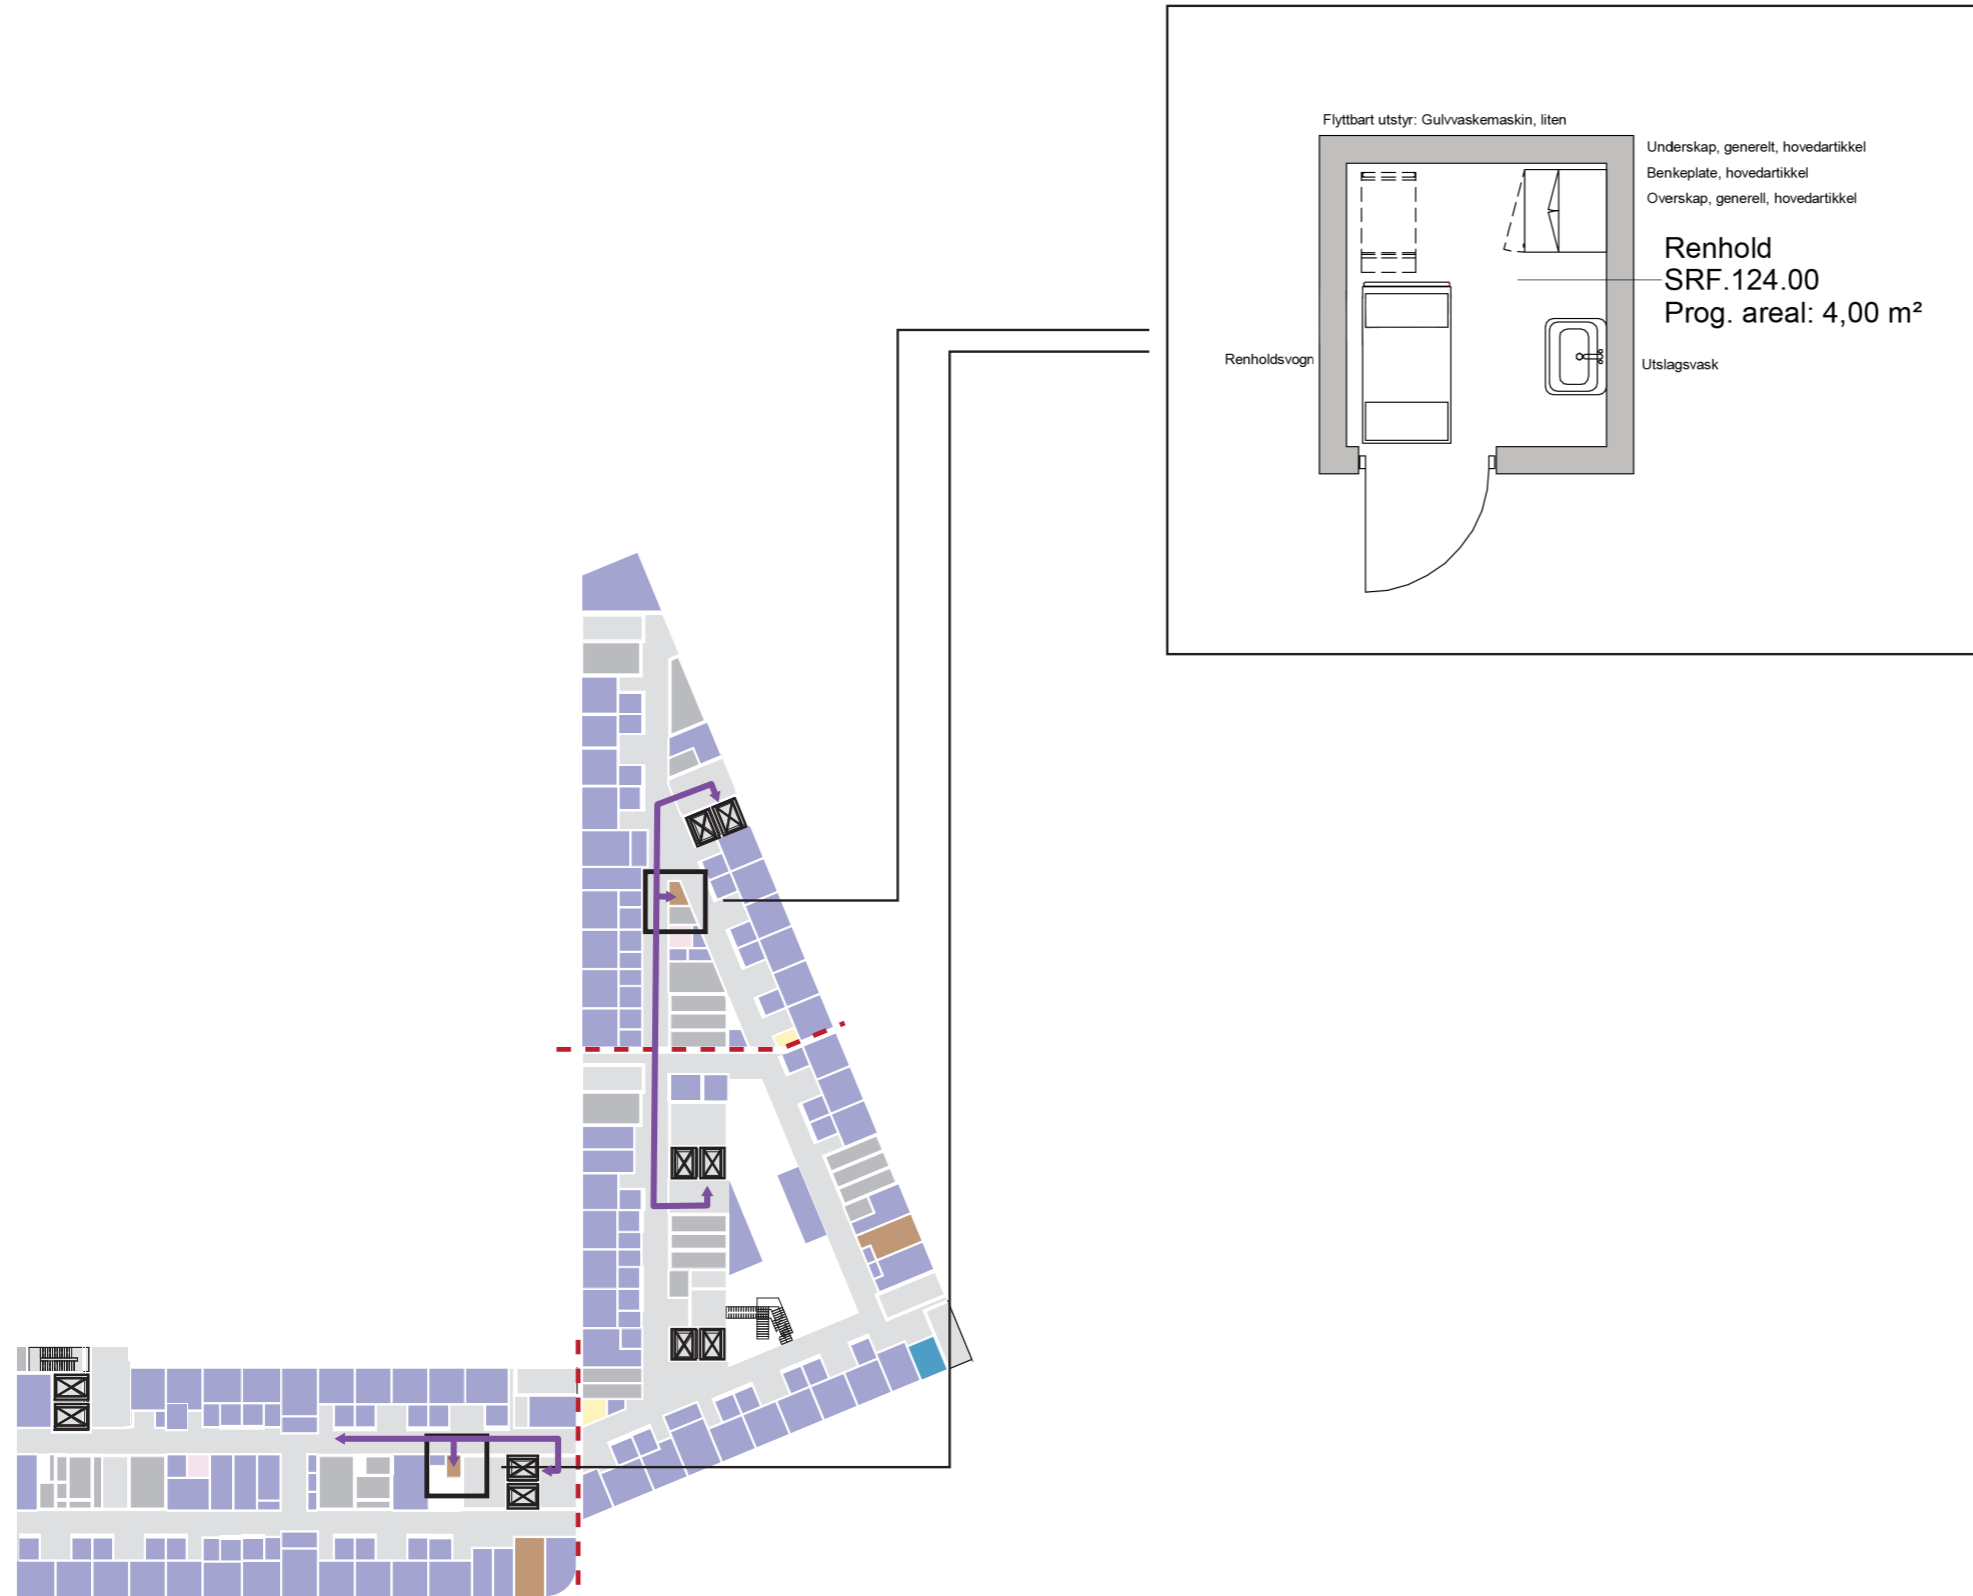 Flyttbart utstyr: Gulvvaskemaskin, liten
Underskap, generelt, hovedartikkel
Benkeplate, hovedartikkel
Overskap, generell, hovedartikkel
Renhold
SRF.124.00
Prog. areal: 4,00 m²
Renholdsvogn
Utslagsvask